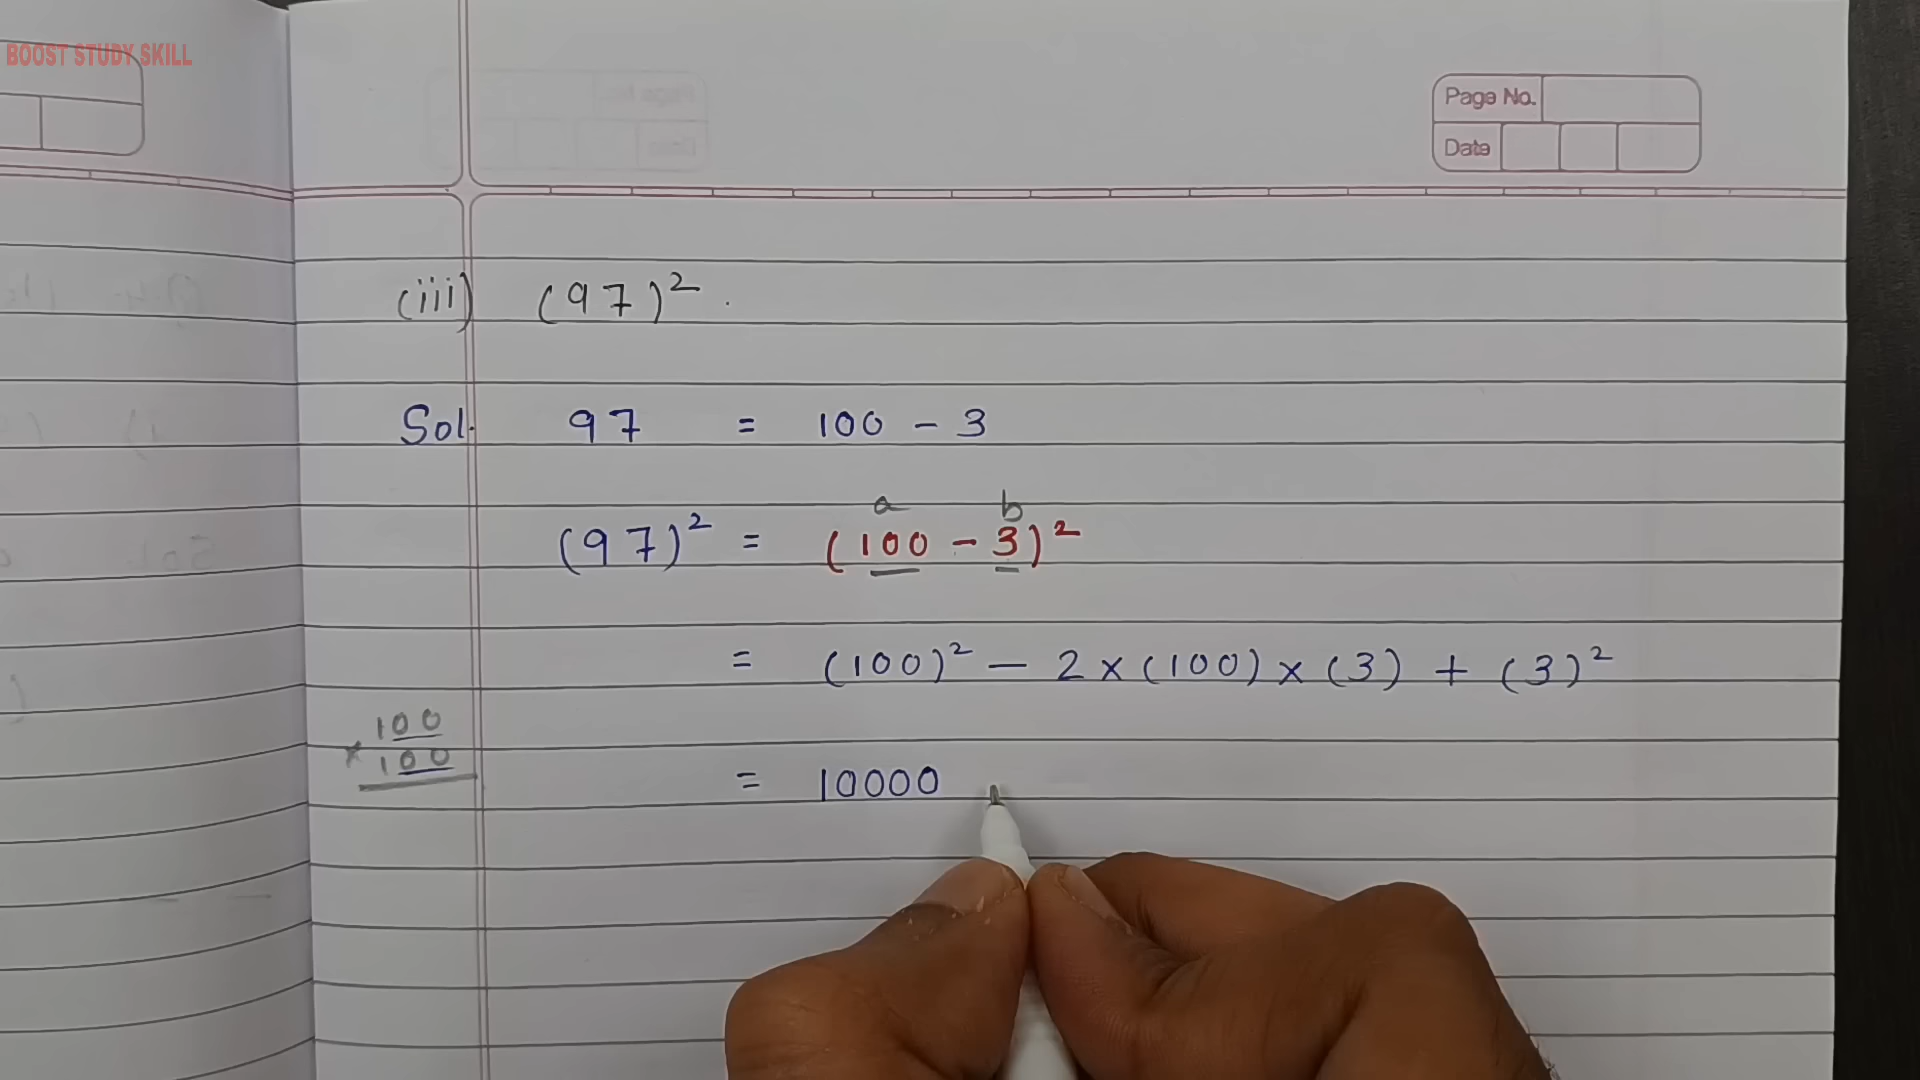 BOOST STUDY SKILL
Page No.
Date
(iii) (97)² .
Sol. 97 = 100 - 3
a b
(97)² = (100 - 3)²
= (100)² - 2 × (100) × (3) + (3)²
100
× 100
= 10000